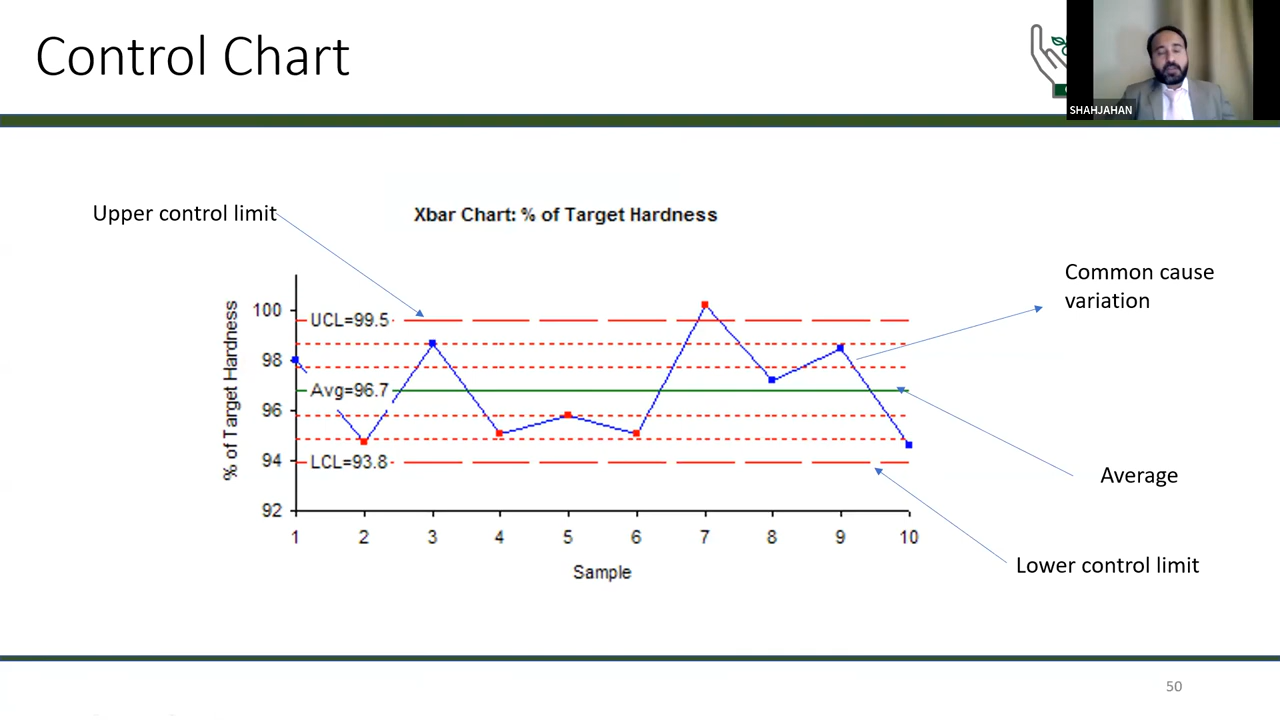 Control Chart
SHAHJAHAN
Upper control limit
Xbar Chart: % of Target Hardness
Common cause
variation
% of Target Hardness
100
98
96
94
92
UCL=99.5
Avg=96.7
LCL=93.8
Average
1 2 3 4 5 6 7 8 9 10
Lower control limit
Sample
50